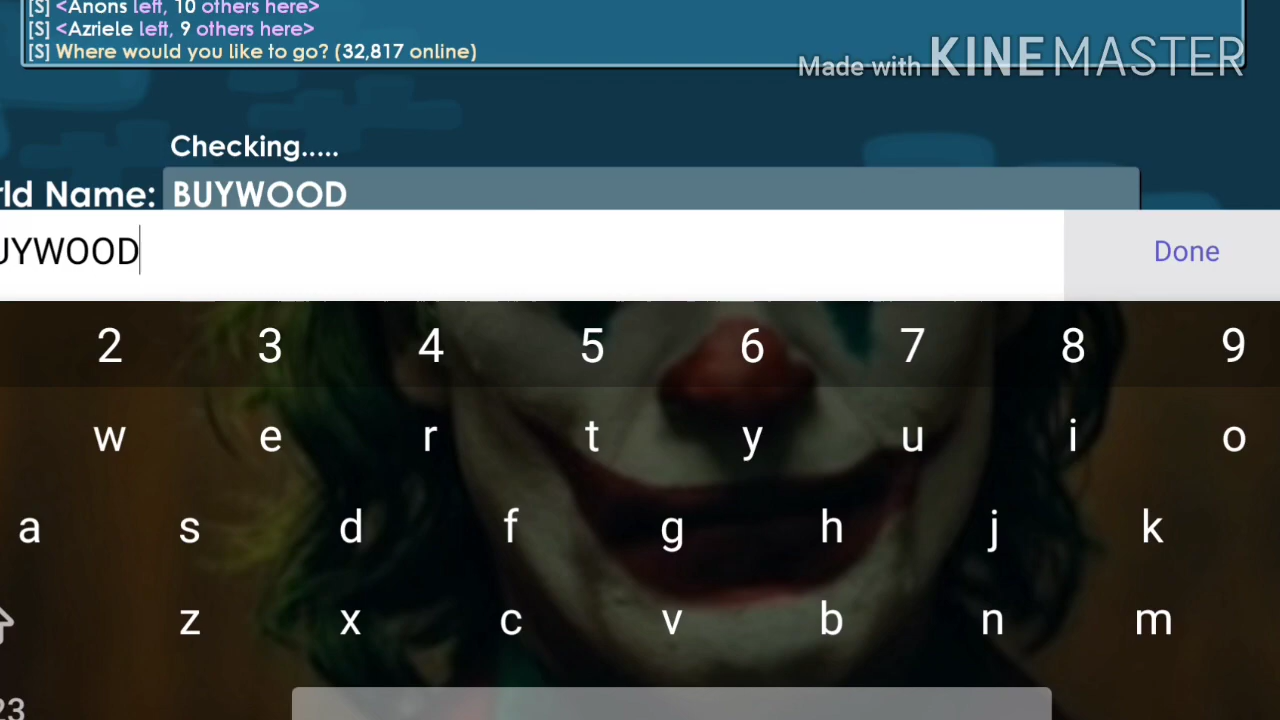 [S] <Anons left, 10 others here>
[S] <Azriele left, 9 others here>
[S] Where would you like to go? (32,817 online)
Made with KINEMASTER
Checking.....
rld Name: BUYWOOD
UYWOOD
Done
2 3 4 5 6 7 8 9
w e r t y u i o
a s d f g h j k
z x c v b n m
23